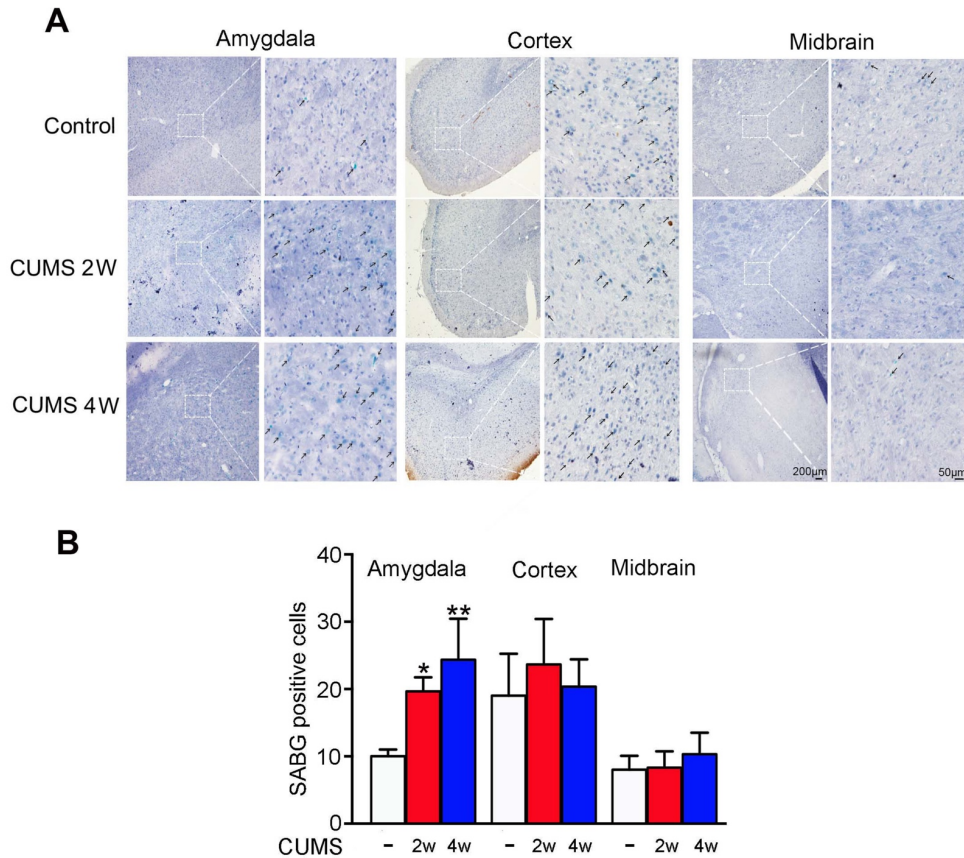 A
Amygdala Cortex Midbrain
Control
CUMS 2W
CUMS 4W
200μm 50μm
B
40
30
20
10
0
SABG positive cells
Amygdala Cortex Midbrain
* **
CUMS - 2w 4w - 2w 4w - 2w 4w